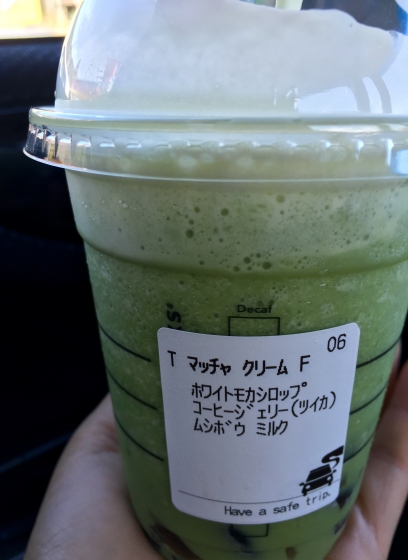 Decaf
T マッチャ クリーム F 06
ホワイトモカシロップ
コーヒージェリー(ツイカ)
ムシボウ ミルク
Have a safe trip.